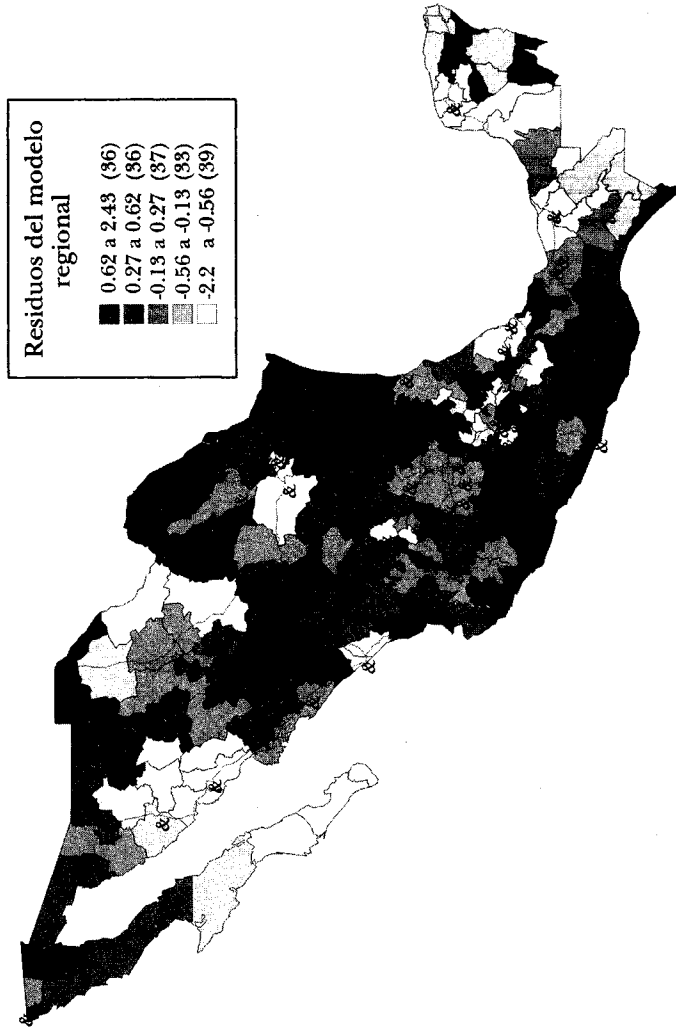 Residuos del modelo
regional
0.62 a 2.43 (36)
0.27 a 0.62 (36)
-0.13 a 0.27 (37)
-0.56 a -0.13 (33)
-2.2 a -0.56 (39)